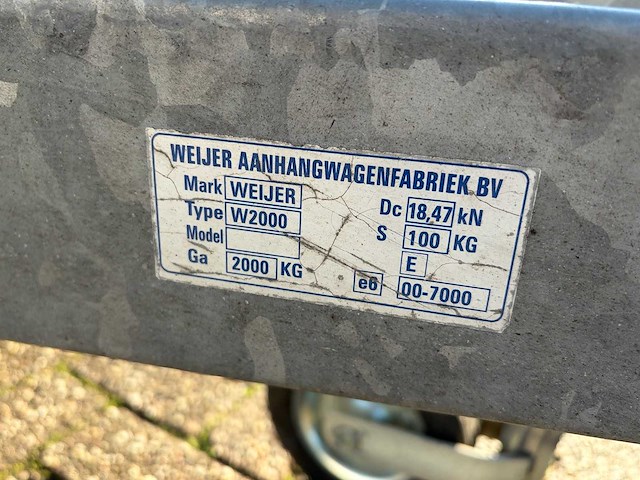 WEIJER AANHANGWAGENFABRIEK BV
Mark WEIJER
Type W2000
Model
Ga 2000 KG
Dc 18,47 kN
S 100 KG
E
e6 00-7000